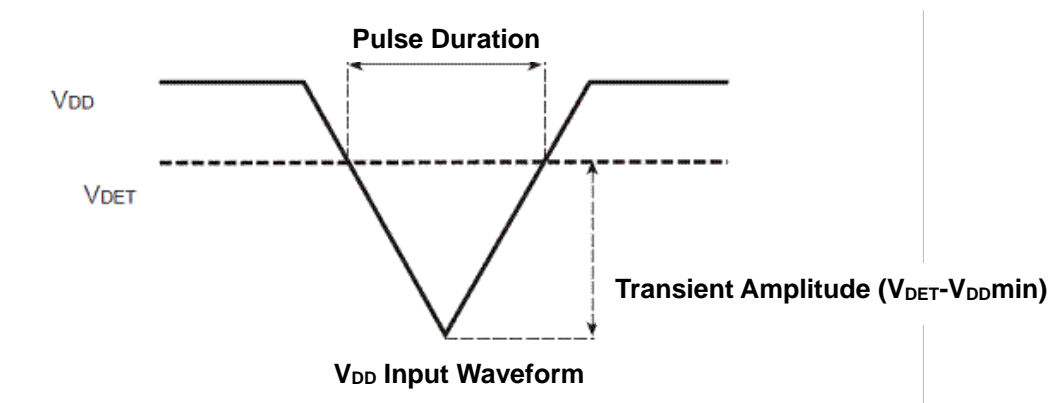 Pulse Duration
VDD
VDET
Transient Amplitude (VDET-VDDmin)
VDD Input Waveform